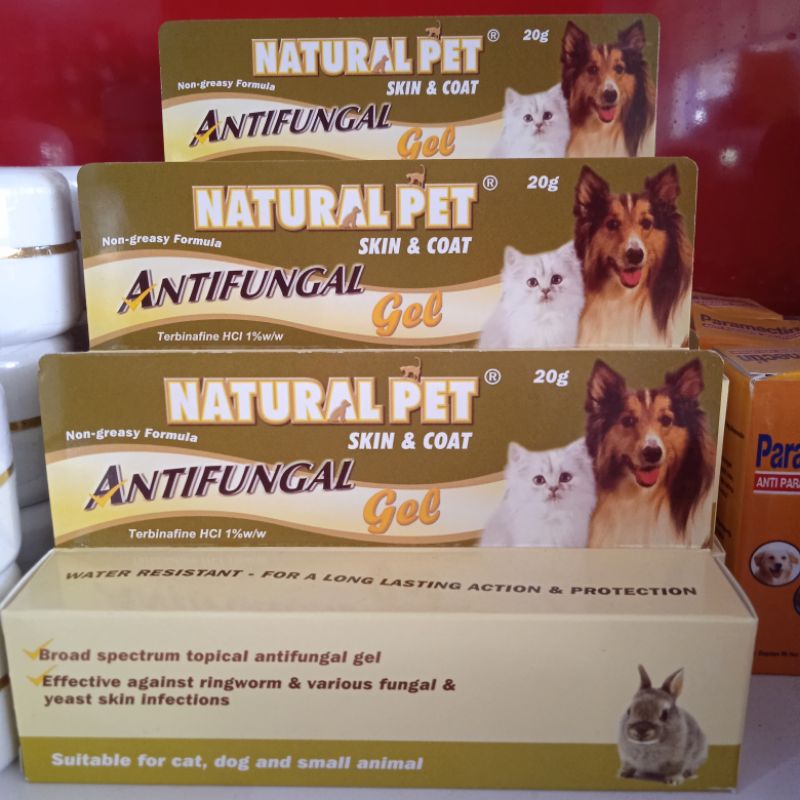 NATURAL PET®
20g
SKIN & COAT
Non-greasy Formula
ANTIFUNGAL
Gel
NATURAL PET®
20g
SKIN & COAT
Non-greasy Formula
ANTIFUNGAL
Gel
Terbinafine HCl 1%w/w
NATURAL PET®
20g
SKIN & COAT
Non-greasy Formula
ANTIFUNGAL
Gel
Terbinafine HCl 1%w/w
WATER RESISTANT - FOR A LONG LASTING ACTION & PROTECTION
Broad spectrum topical antifungal gel
Effective against ringworm & various fungal &
yeast skin infections
Suitable for cat, dog and small animal
Paramectin
Para
ANTI PARA